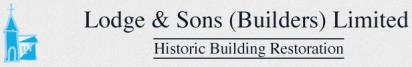 Lodge & Sons (Builders) Limited
Historic Building Restoration